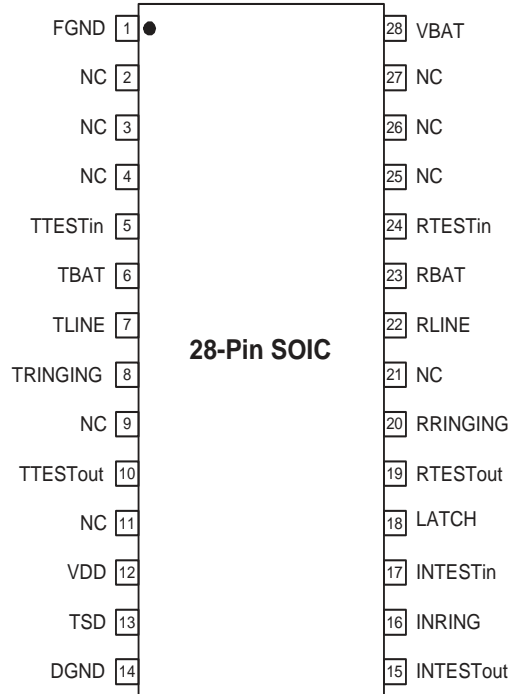 FGND 1 28 VBAT
NC 2 27 NC
NC 3 26 NC
NC 4 25 NC
TTESTin 5 24 RTESTin
TBAT 6 23 RBAT
TLINE 7 22 RLINE
28-Pin SOIC
TRINGING 8 21 NC
NC 9 20 RRINGING
TTESTout 10 19 RTESTout
NC 11 18 LATCH
VDD 12 17 INTESTin
TSD 13 16 INRING
DGND 14 15 INTESTout